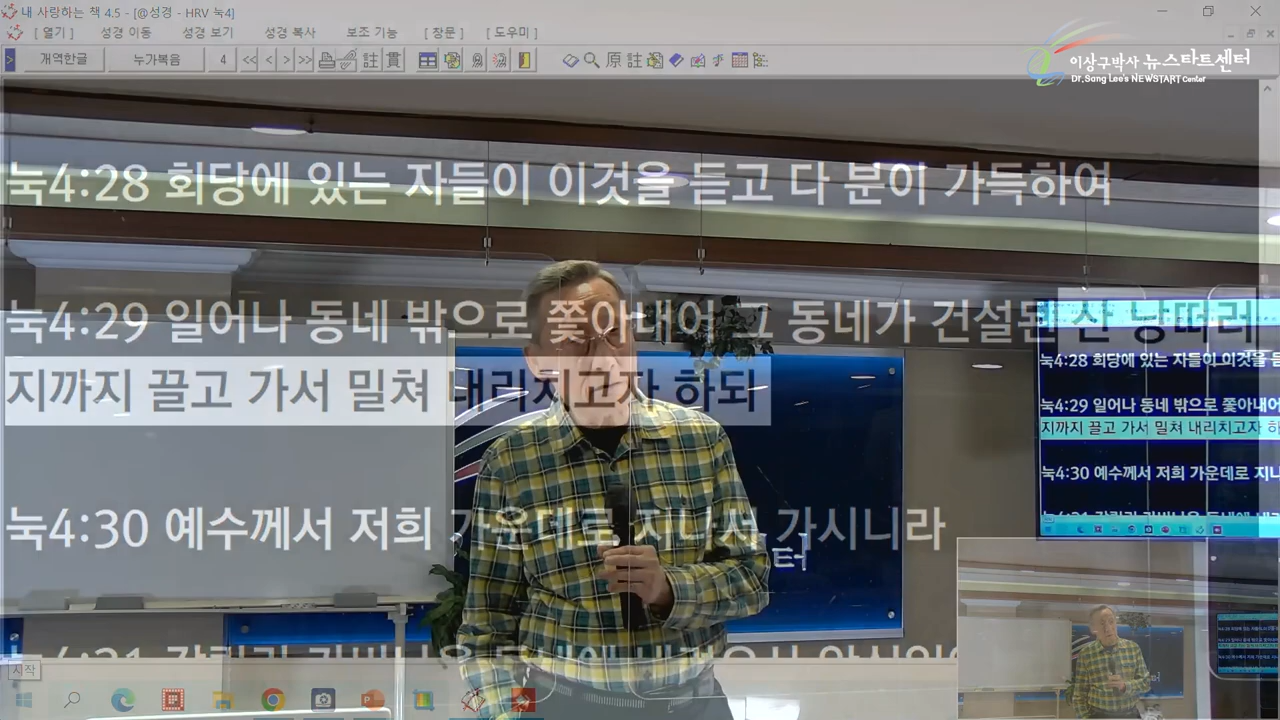 내 사랑하는 책 4.5 - [@성경 - HRV 눅4]
[ 열기 ] 성경 이동 성경 보기 성경 복사 보조 기능 [ 창문 ] [ 도우미 ]
개역한글 누가복음 4 << < > >> 註 貫 原 註
이상구박사 뉴스타트센터
Dr. Sang Lee's NEWSTART Center
눅4:28 회당에 있는 자들이 이것을 듣고 다 분이 가득하여
눅4:29 일어나 동네 밖으로 쫓아내어 그 동네가 건설된 산 낭떠러
지까지 끌고 가서 밀쳐 내리치고자 하되
눅4:30 예수께서 저희 가운데로 지나서 가시니라
눅4:28 회당에 있는 자들이 이것을
눅4:29 일어나 동네 밖으로 쫓아내어
지까지 끌고 가서 밀쳐 내리치고자
눅4:30 예수께서 저희 가운데로 지나
터
시작